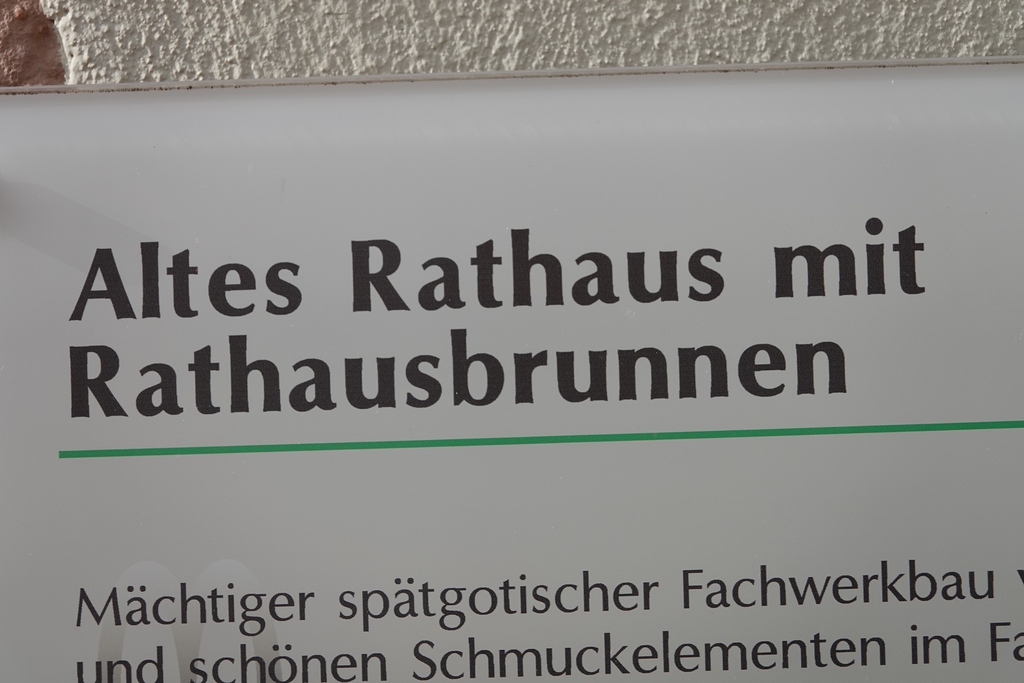 Altes Rathaus mit
Rathausbrunnen
Mächtiger spätgotischer Fachwerkbau
und schönen Schmuckelementen im